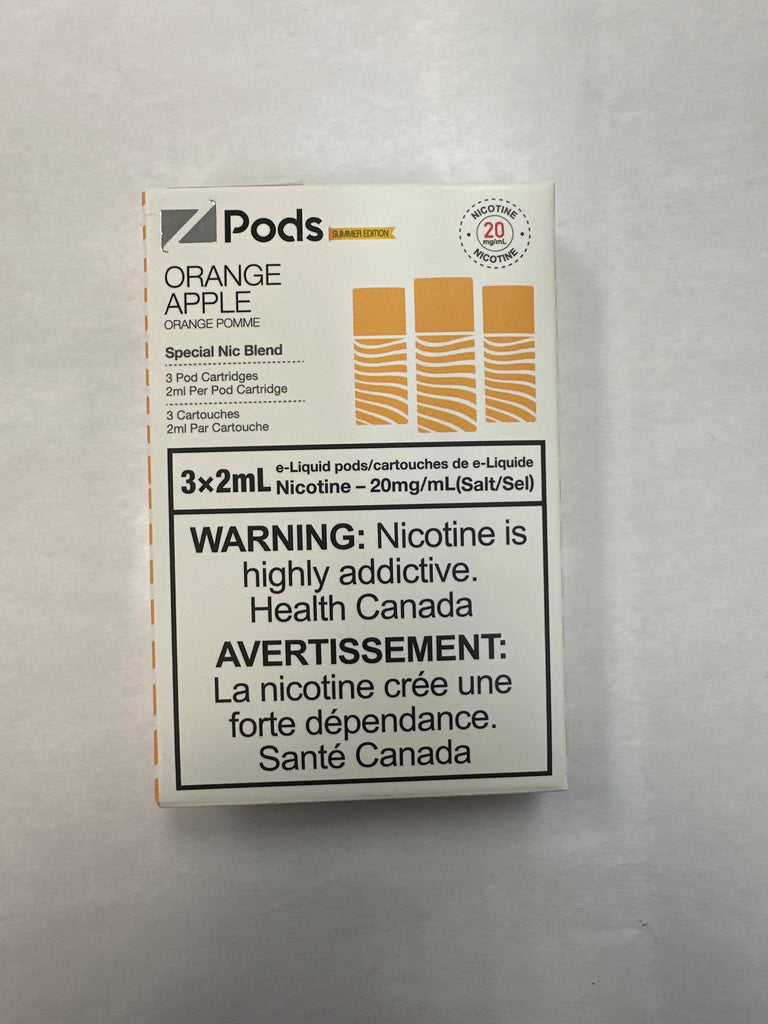 Z Pods SUMMER EDITION
NICOTINE
20
mg/mL
NICOTINE
ORANGE
APPLE
ORANGE POMME
Special Nic Blend
3 Pod Cartridges
2ml Per Pod Cartridge
3 Cartouches
2ml Par Cartouche
3×2mL e-Liquid pods/cartouches de e-Liquide
Nicotine – 20mg/mL(Salt/Sel)
WARNING: Nicotine is
highly addictive.
Health Canada
AVERTISSEMENT:
La nicotine crée une
forte dépendance.
Santé Canada